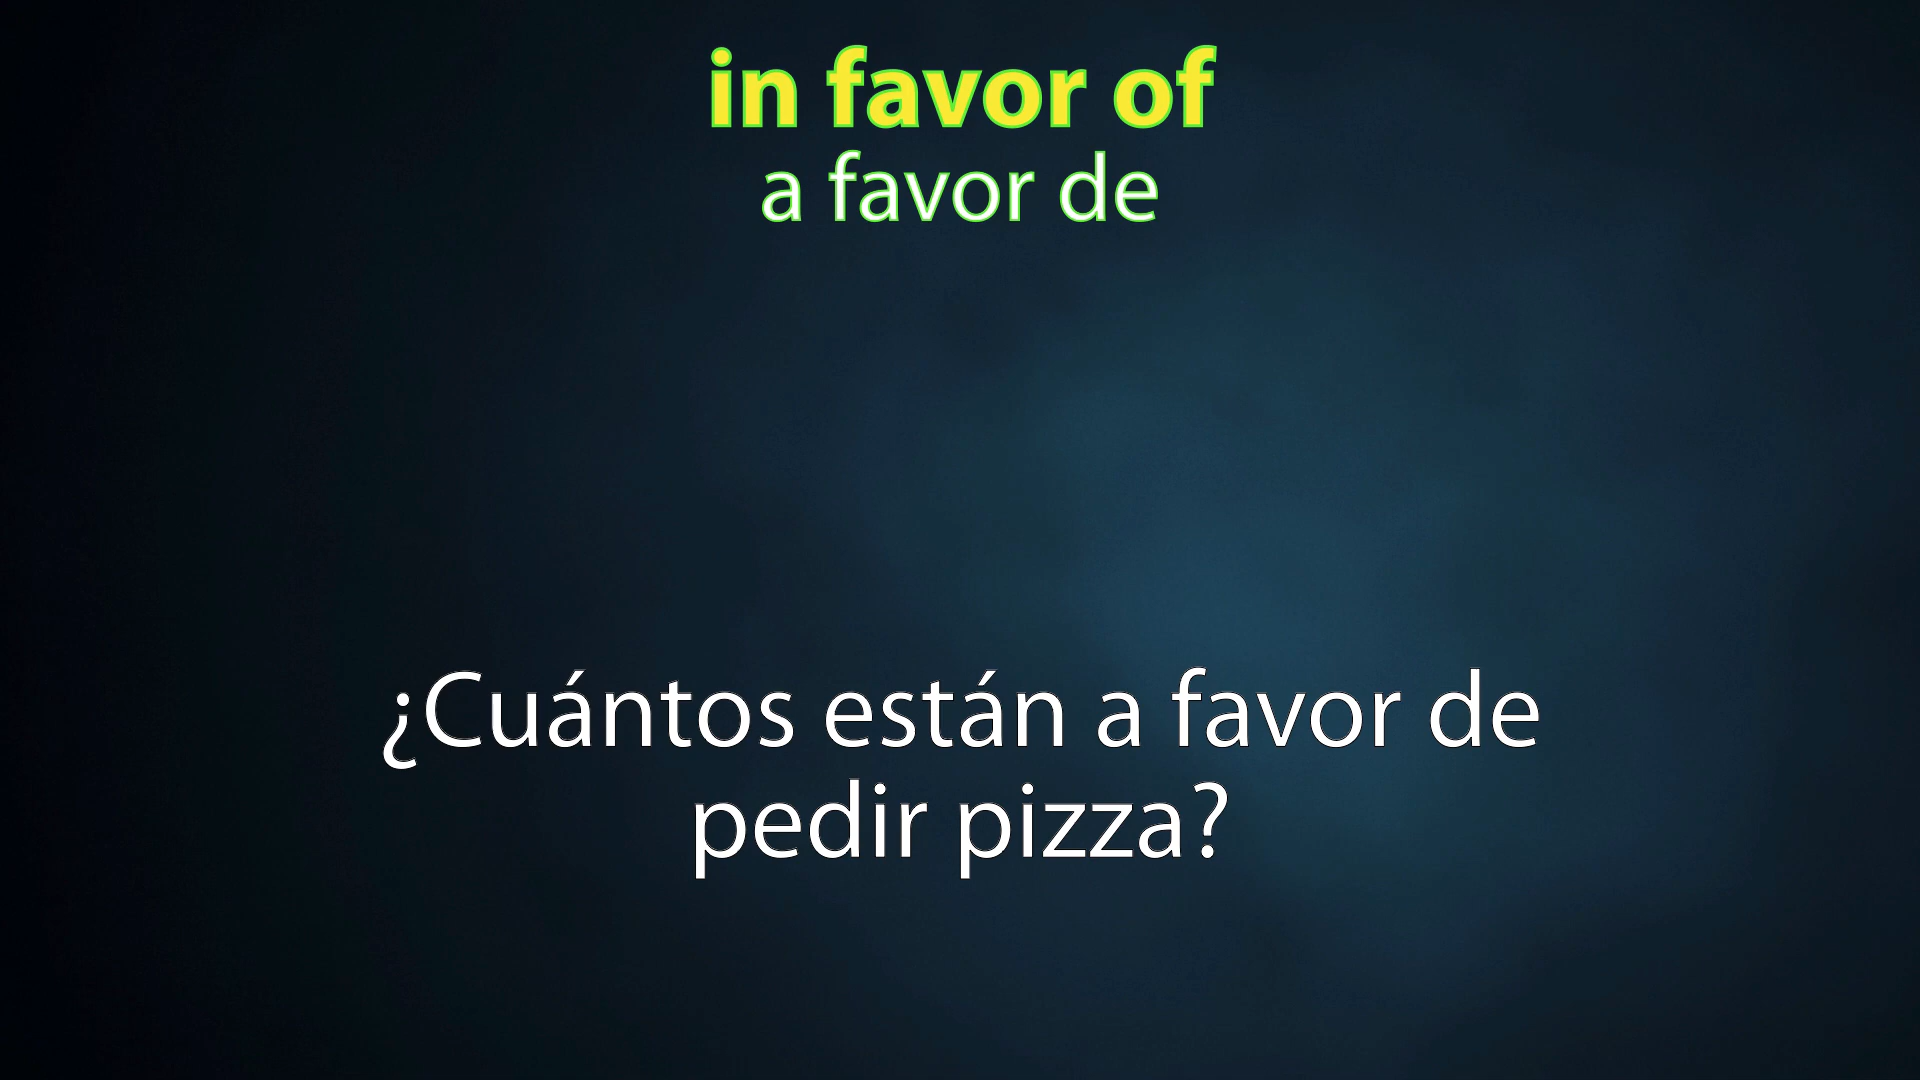 in favor of
a favor de
¿Cuántos están a favor de
pedir pizza?